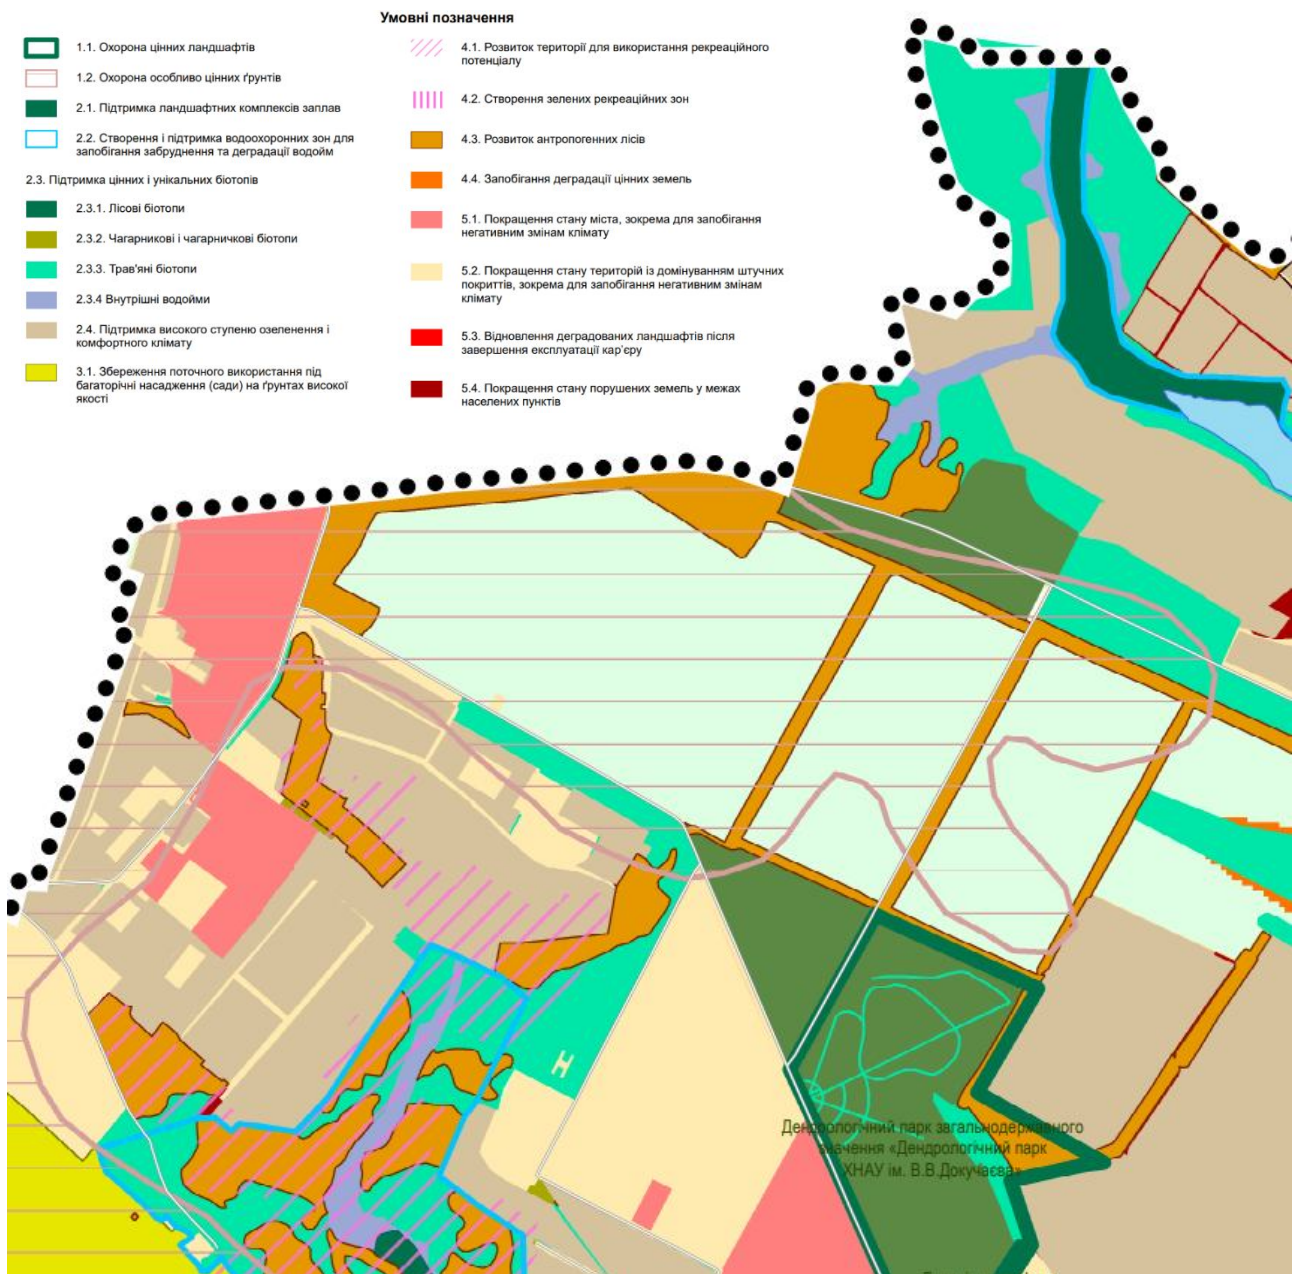 Умовні позначення
1.1. Охорона цінних ландшафтів
1.2. Охорона особливо цінних ґрунтів
2.1. Підтримка ландшафтних комплексів заплав
2.2. Створення і підтримка водоохоронних зон для
запобігання забруднення та деградації водойм
2.3. Підтримка цінних і унікальних біотопів
2.3.1. Лісові біотопи
2.3.2. Чагарникові і чагарничкові біотопи
2.3.3. Трав'яні біотопи
2.3.4 Внутрішні водойми
2.4. Підтримка високого ступеню озеленення і
комфортного клімату
3.1. Збереження поточного використання під
багаторічні насадження (сади) на ґрунтах високої
якості
4.1. Розвиток території для використання рекреаційного
потенціалу
4.2. Створення зелених рекреаційних зон
4.3. Розвиток антропогенних лісів
4.4. Запобігання деградації цінних земель
5.1. Покращення стану міста, зокрема для запобігання
негативним змінам клімату
5.2. Покращення стану територій із домінуванням штучних
покриттів, зокрема для запобігання негативним змінам
клімату
5.3. Відновлення деградованих ландшафтів після
завершення експлуатації кар'єру
5.4. Покращення стану порушених земель у межах
населених пунктів
Дендрологічний парк загальнодержавного
значення «Дендрологічний парк
ХНАУ ім. В.В.Докучаєва»